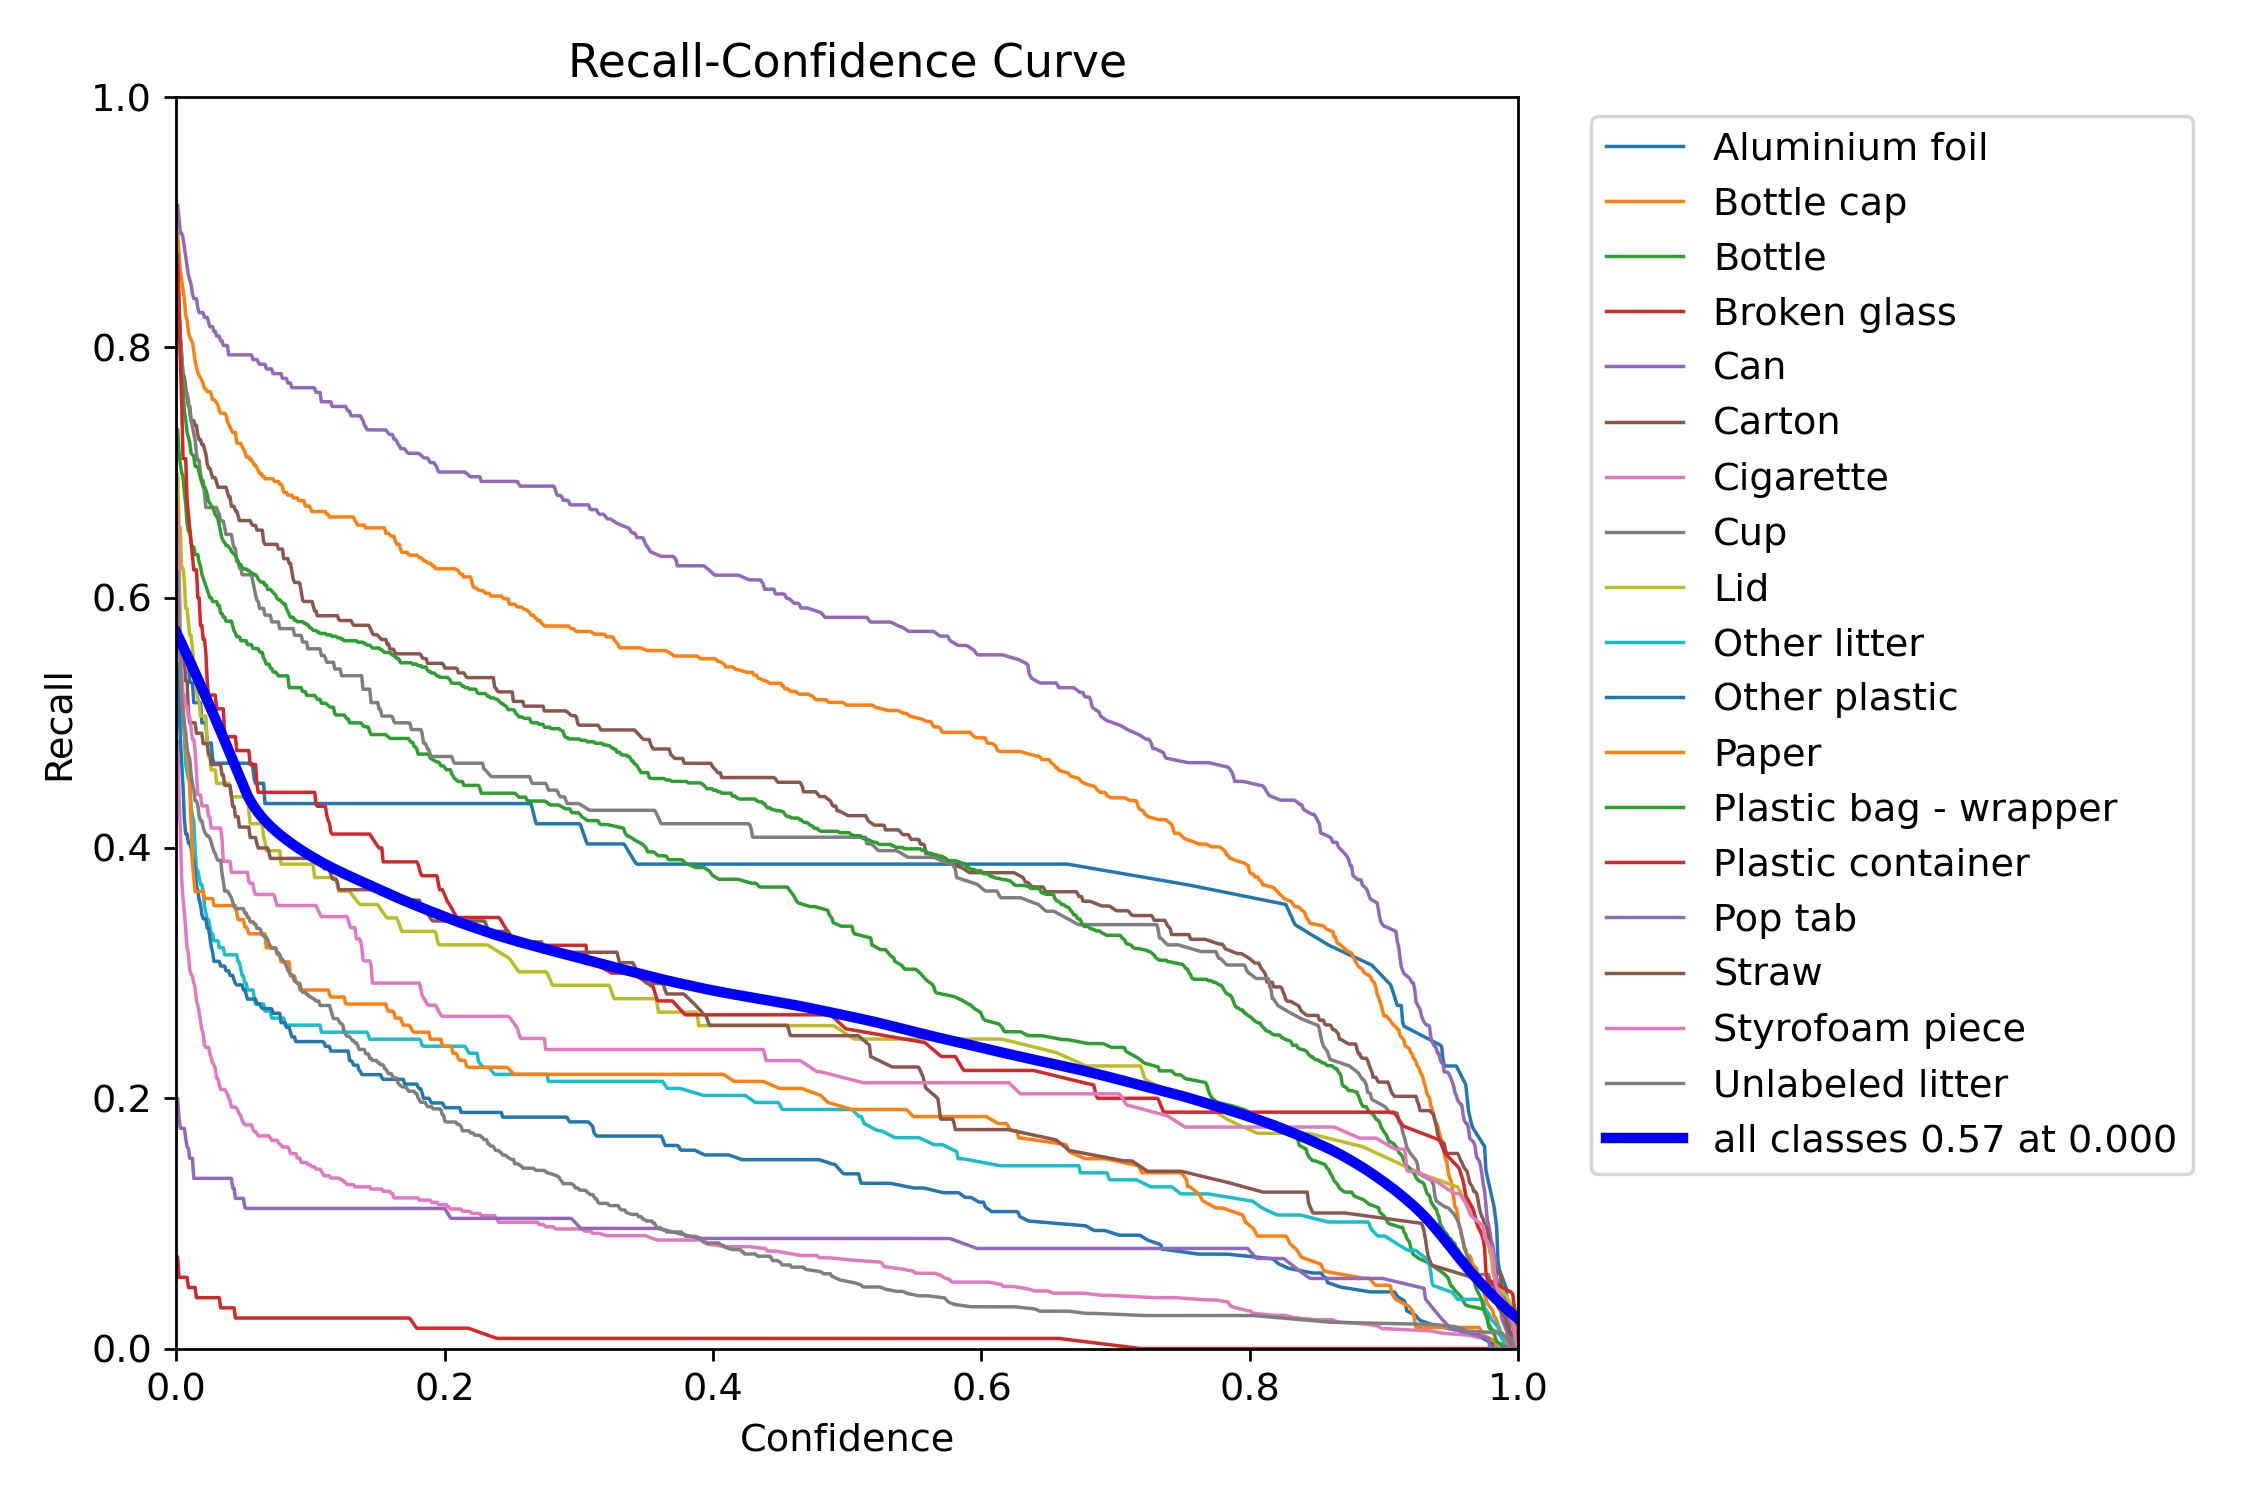 Recall-Confidence Curve
1.0
0.8
0.6
0.4
0.2
0.0
Recall
0.0 0.2 0.4 0.6 0.8 1.0
Confidence
Aluminium foil
Bottle cap
Bottle
Broken glass
Can
Carton
Cigarette
Cup
Lid
Other litter
Other plastic
Paper
Plastic bag - wrapper
Plastic container
Pop tab
Straw
Styrofoam piece
Unlabeled litter
all classes 0.57 at 0.000